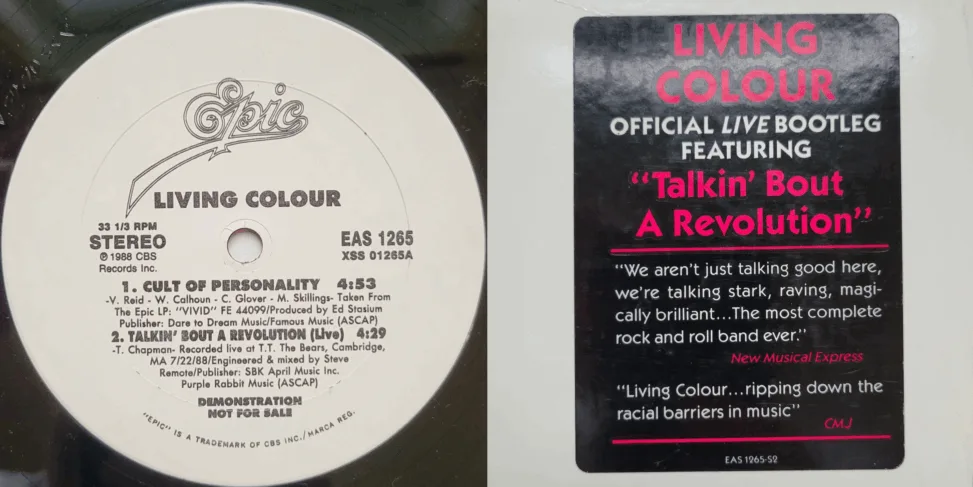 Epic
LIVING COLOUR
33 1/3 RPM
STEREO
℗ 1988 CBS
Records Inc.
EAS 1265
XSS 01265A
1. CULT OF PERSONALITY 4:53
-V. Reid - W. Calhoun - C. Glover - M. Skillings- Taken From
The Epic LP: "VIVID" FE 44099/Produced by Ed Stasium
Publisher: Dare to Dream Music/Famous Music (ASCAP)
2. TALKIN' BOUT A REVOLUTION (Live) 4:29
-T. Chapman- Recorded live at T.T. The Bears, Cambridge,
MA 7/22/88/Engineered & mixed by Steve
Remote/Publisher: SBK April Music Inc.
Purple Rabbit Music (ASCAP)
DEMONSTRATION
NOT FOR SALE
"EPIC" IS A TRADEMARK OF CBS INC./MARCA REG.
LIVING
COLOUR
OFFICIAL LIVE BOOTLEG
FEATURING
"Talkin' Bout
A Revolution"
"We aren't just talking good here,
we're talking stark, raving, magi-
cally brilliant...The most complete
rock and roll band ever."
New Musical Express
"Living Colour...ripping down the
racial barriers in music"
CMJ
EAS 1265-S2